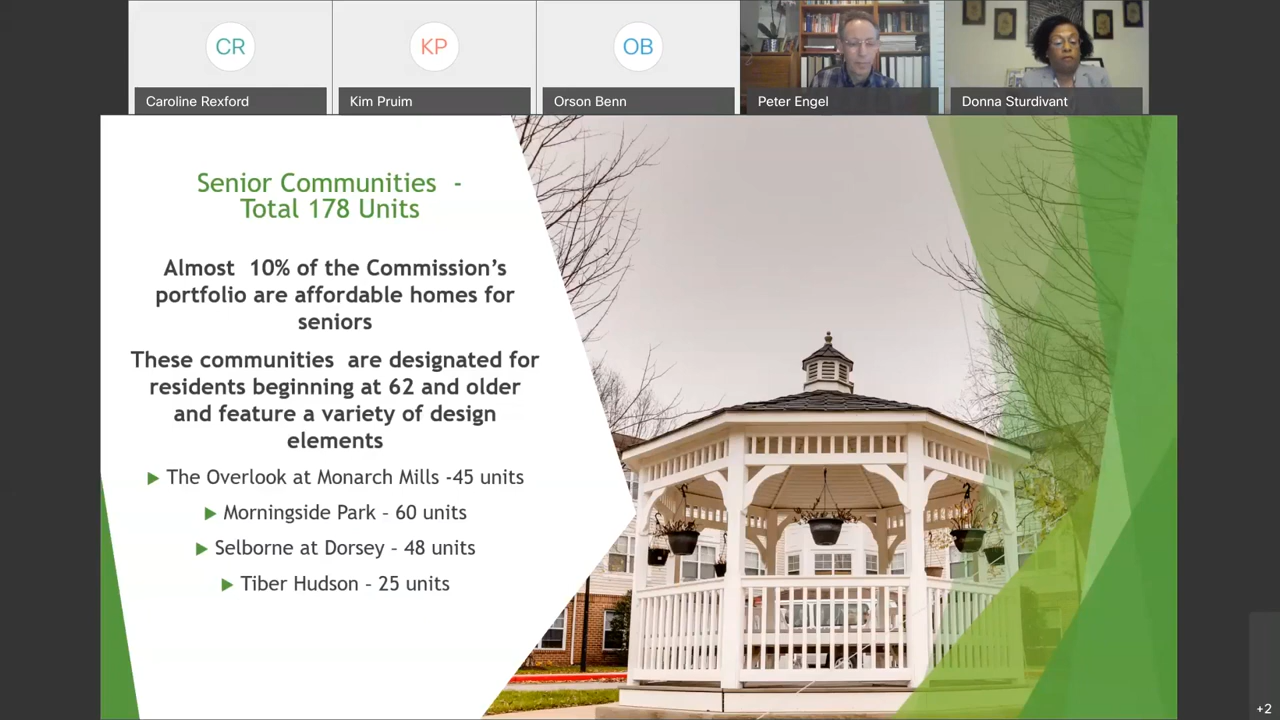 CR
KP
OB
Caroline Rexford
Kim Pruim
Orson Benn
Peter Engel
Donna Sturdivant
Senior Communities -
Total 178 Units
Almost 10% of the Commission’s
portfolio are affordable homes for
seniors
These communities are designated for
residents beginning at 62 and older
and feature a variety of design
elements
The Overlook at Monarch Mills -45 units
Morningside Park – 60 units
Selborne at Dorsey – 48 units
Tiber Hudson – 25 units
+2